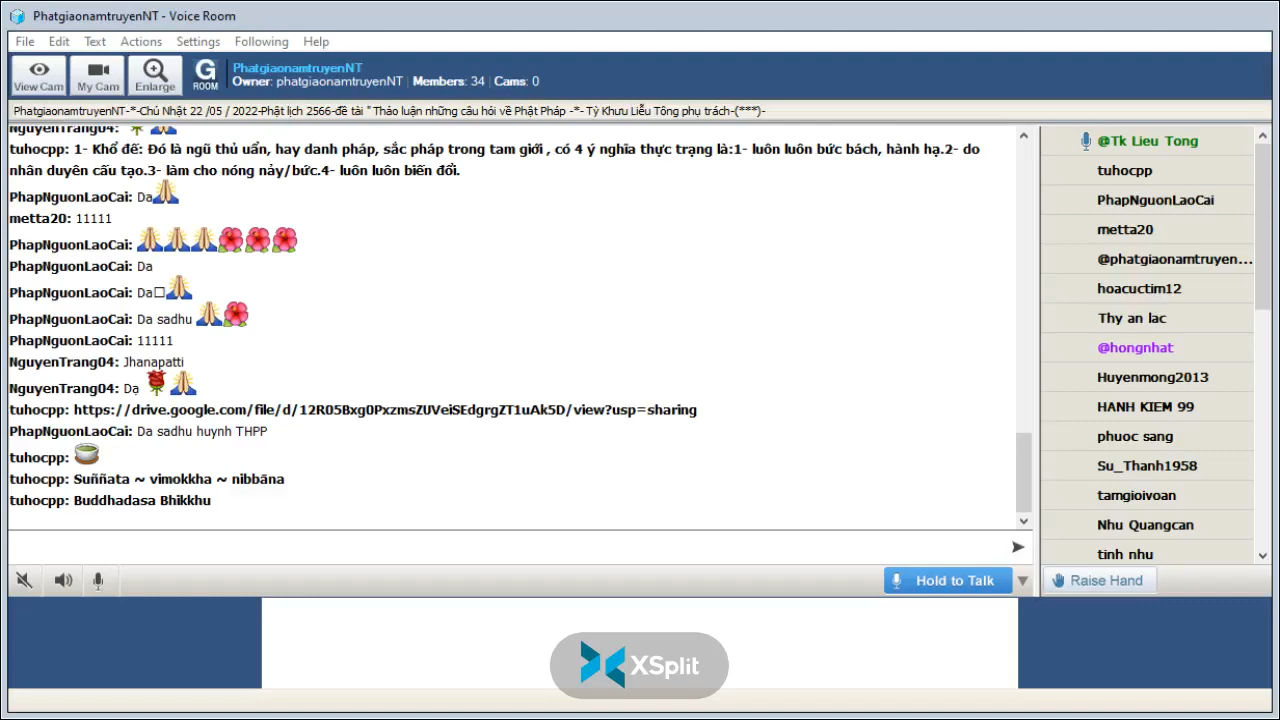 PhatgiaonamtruyenNT - Voice Room
File Edit Text Actions Settings Following Help
View Cam My Cam Enlarge G ROOM
PhatgiaonamtruyenNT
Owner: phatgiaonamtruyenNT | Members: 34 | Cams: 0
PhatgiaonamtruyenNT-*-Chủ Nhật 22 /05 / 2022-Phật lịch 2566-đề tài " Thảo luận những câu hỏi về Phật Pháp -*- Tỳ Khưu Liễu Tông phụ trách-{***}-
NguyenTrang04:
tuhocpp: 1- Khổ đế: Đó là ngũ thủ uẩn, hay danh pháp, sắc pháp trong tam giới , có 4 ý nghĩa thực trạng là:1- luôn luôn bức bách, hành hạ.2- do
nhân duyên cấu tạo.3- làm cho nóng nảy/bức.4- luôn luôn biến đổi.
PhapNguonLaoCai: Da
metta20: 11111
PhapNguonLaoCai:
PhapNguonLaoCai: Da
PhapNguonLaoCai: Da
PhapNguonLaoCai: Da sadhu
PhapNguonLaoCai: 11111
NguyenTrang04: Jhanapatti
NguyenTrang04: Dạ
tuhocpp: https://drive.google.com/file/d/12R05Bxg0PxzmsZUVeiSEdgrgZT1uAk5D/view?usp=sharing
PhapNguonLaoCai: Da sadhu huynh THPP
tuhocpp:
tuhocpp: Suññata ~ vimokkha ~ nibbāna
tuhocpp: Buddhadasa Bhikkhu
Hold to Talk
@Tk Lieu Tong
tuhocpp
PhapNguonLaoCai
metta20
@phatgiaonamtruyen...
hoacuctim12
Thy an lac
@hongnhat
Huyenmong2013
HANH KIEM 99
phuoc sang
Su_Thanh1958
tamgioivoan
Nhu Quangcan
tinh nhu
Raise Hand
XSplit